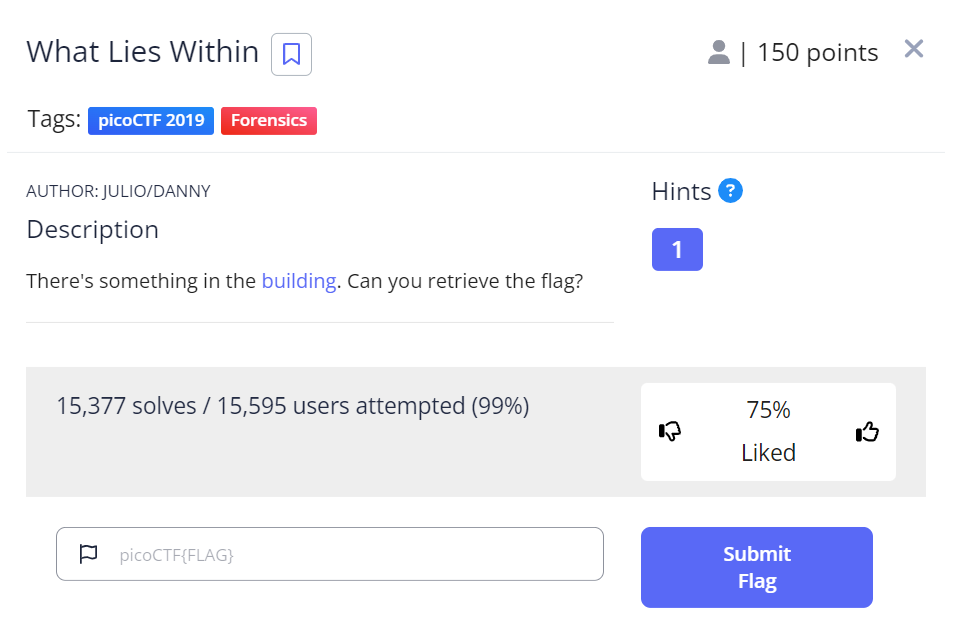 What Lies Within
| 150 points
Tags: picoCTF 2019 Forensics
AUTHOR: JULIO/DANNY
Description
There's something in the building. Can you retrieve the flag?
Hints ?
1
15,377 solves / 15,595 users attempted (99%)
75%
Liked
picoCTF{FLAG}
Submit
Flag